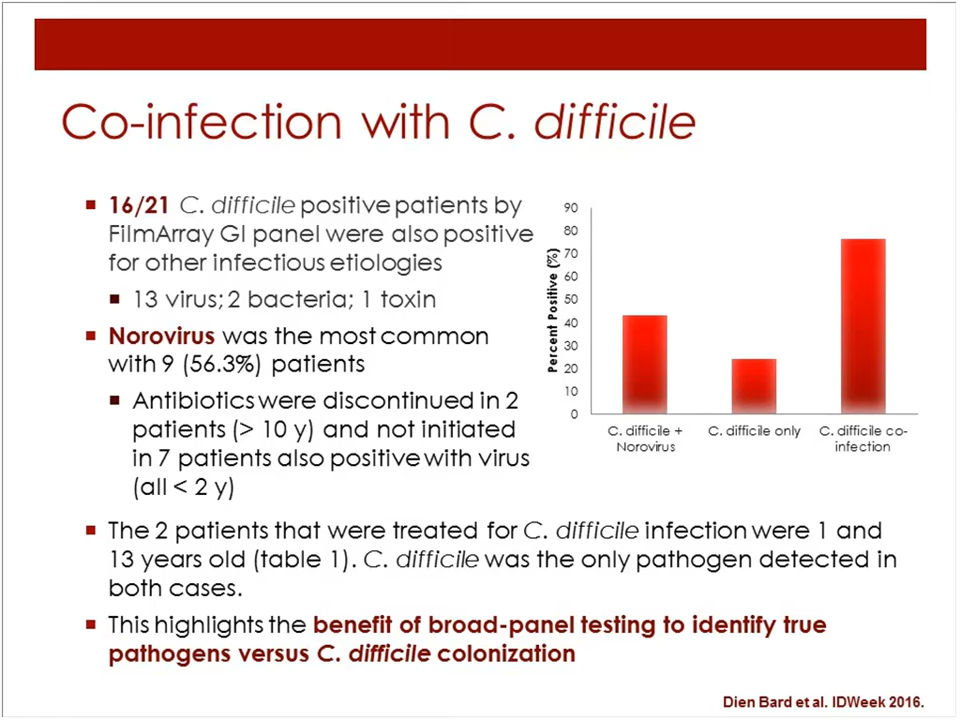 Co-infection with C. difficile
16/21 C. difficile positive patients by
FilmArray GI panel were also positive
for other infectious etiologies
13 virus; 2 bacteria; 1 toxin
Norovirus was the most common
with 9 (56.3%) patients
Antibiotics were discontinued in 2
patients (> 10 y) and not initiated
in 7 patients also positive with virus
(all < 2 y)
Percent Positive (%)
90
80
70
60
50
40
30
20
10
0
C. difficile +
Norovirus
C. difficile only
C. difficile co-
infection
The 2 patients that were treated for C. difficile infection were 1 and
13 years old (table 1). C. difficile was the only pathogen detected in
both cases.
This highlights the benefit of broad-panel testing to identify true
pathogens versus C. difficile colonization
Dien Bard et al. IDWeek 2016.